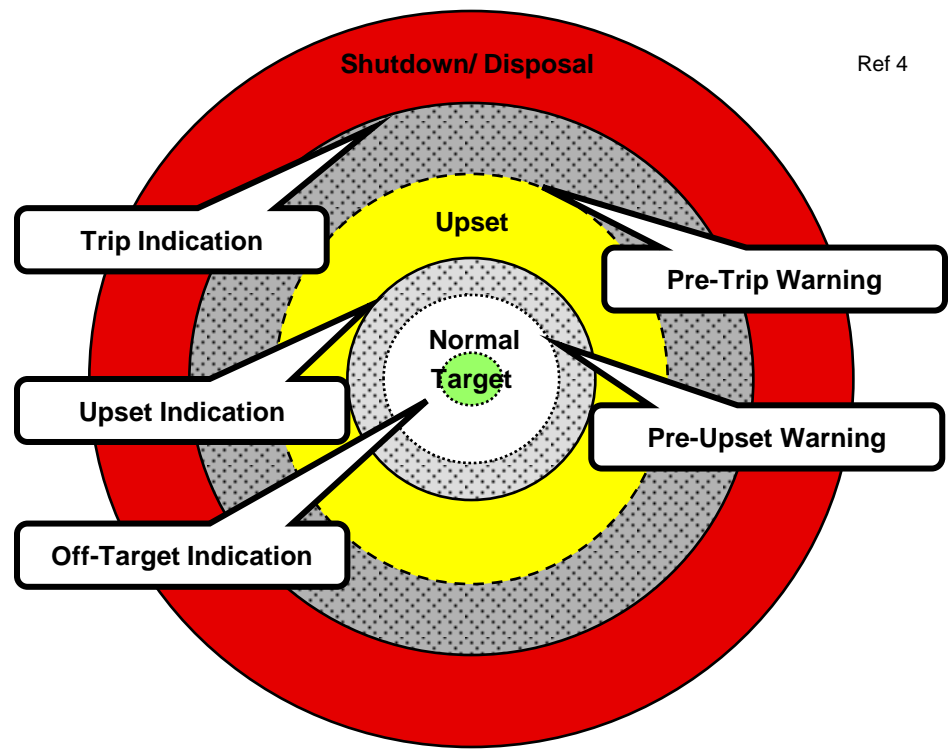 Shutdown/ Disposal
Ref 4
Trip Indication
Upset
Pre-Trip Warning
Normal
Target
Upset Indication
Pre-Upset Warning
Off-Target Indication